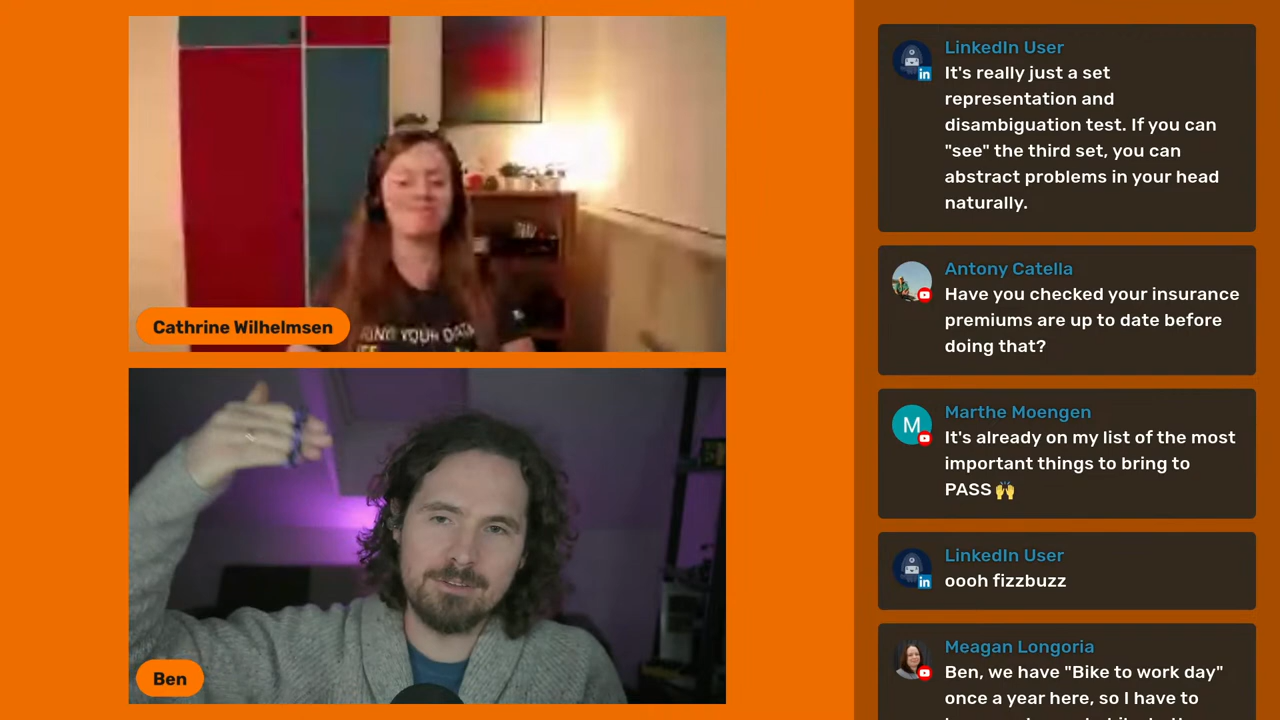 ING YOUR DATA
Cathrine Wilhelmsen
Ben
LinkedIn User
It's really just a set
representation and
disambiguation test. If you can
"see" the third set, you can
abstract problems in your head
naturally.
Antony Catella
Have you checked your insurance
premiums are up to date before
doing that?
M
Marthe Moengen
It's already on my list of the most
important things to bring to
PASS 🙌
LinkedIn User
oooh fizzbuzz
Meagan Longoria
Ben, we have "Bike to work day"
once a year here, so I have to